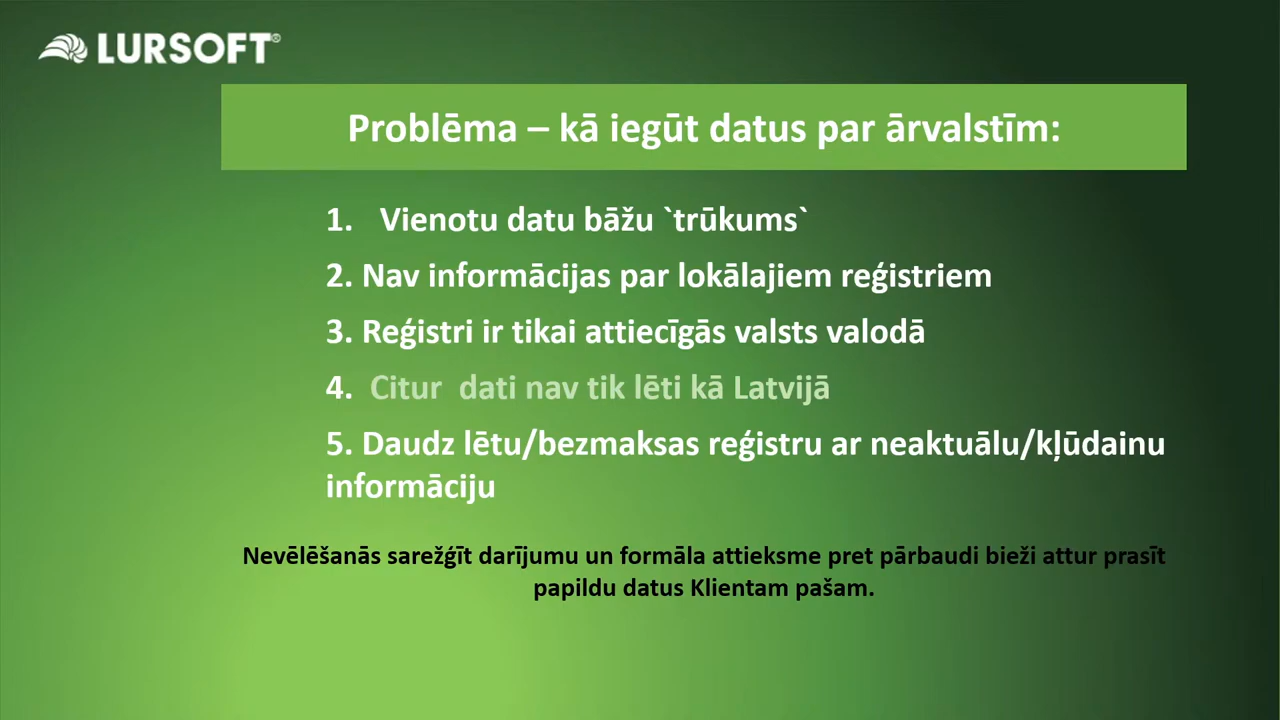 LURSOFT®
Problēma – kā iegūt datus par ārvalstīm:
1. Vienotu datu bāžu `trūkums`
2. Nav informācijas par lokālajiem reģistriem
3. Reģistri ir tikai attiecīgās valsts valodā
4. Citur dati nav tik lēti kā Latvijā
5. Daudz lētu/bezmaksas reģistru ar neaktuālu/kļūdainu
informāciju
Nevēlēšanās sarežģīt darījumu un formāla attieksme pret pārbaudi bieži attur prasīt
papildu datus Klientam pašam.